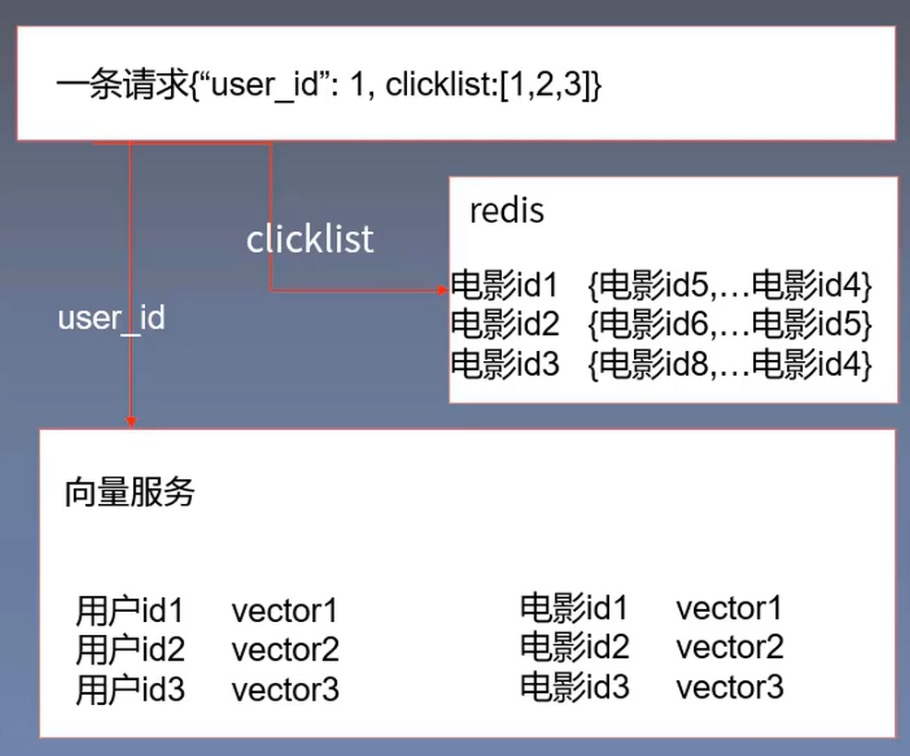 一条请求{“user_id”: 1, clicklist:[1,2,3]}
redis
clicklist
电影id1 {电影id5,…电影id4}
电影id2 {电影id6,…电影id5}
电影id3 {电影id8,…电影id4}
user_id
向量服务
用户id1 vector1 电影id1 vector1
用户id2 vector2 电影id2 vector2
用户id3 vector3 电影id3 vector3